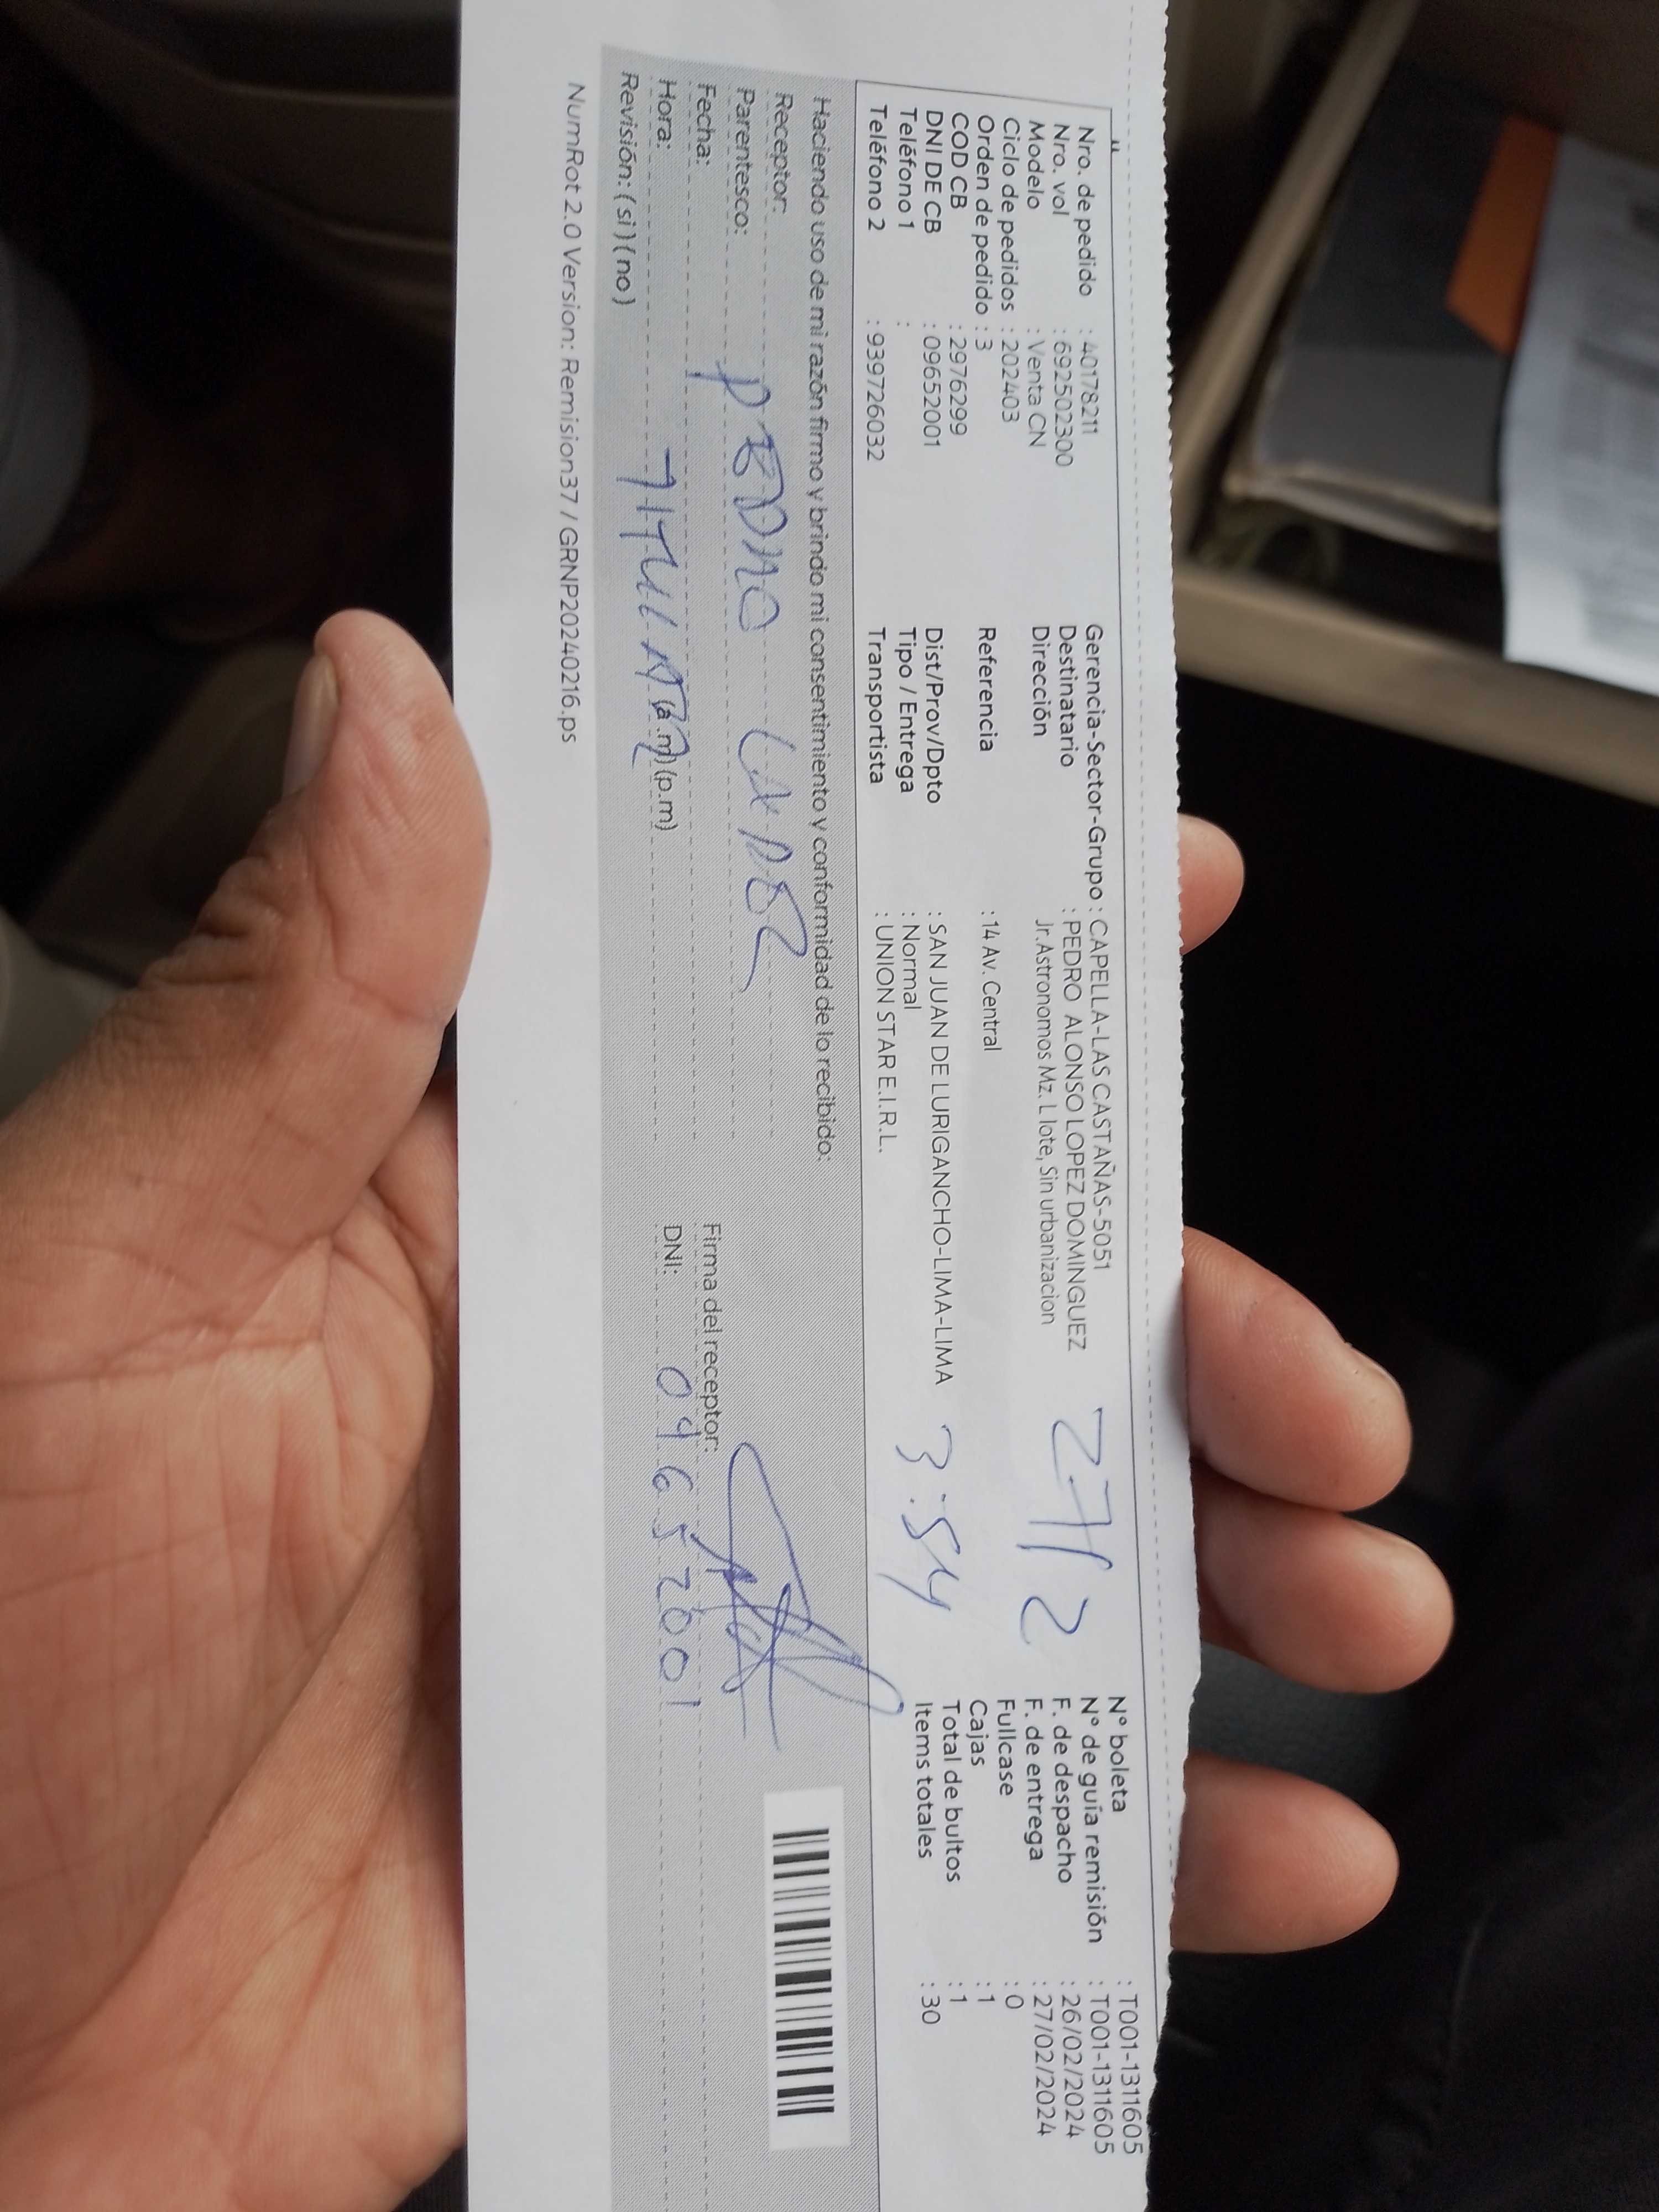 Nro. de pedido : 40178211
Nro. vol : 692502300
Modelo : Venta CN
Ciclo de pedidos : 202403
Orden de pedido : 3
COD CB : 2976299
DNI DE CB : 09652001
Teléfono 1 :
Teléfono 2 : 939726032
Gerencia-Sector-Grupo : CAPELLA-LAS CASTAÑAS-5051
Destinatario : PEDRO ALONSO LOPEZ DOMINGUEZ
Dirección Jr.Astronomos Mz. L lote, Sin urbanizacion
Referencia : 14 Av. Central
Dist/Prov/Dpto : SAN JUAN DE LURIGANCHO-LIMA-LIMA
Tipo / Entrega : Normal
Transportista : UNION STAR E.I.R.L.
27/2
3:54
N° boleta : T001-1311605
N° de guía remisión : T001-1311605
F. de despacho : 26/02/2024
F. de entrega : 27/02/2024
Fullcase : 0
Cajas : 1
Total de bultos : 1
Items totales : 30
Haciendo uso de mi razón firmo y brindo mi consentimiento y conformidad de lo recibido:
Receptor: PEDRO
Parentesco:
Fecha:
Hora: TITULAR (a.m) (p.m)
Revisión: ( si ) ( no )
Firma del receptor:
DNI: 09652001
NumRot 2.0 Version: Remision37 / GRNP20240216.ps